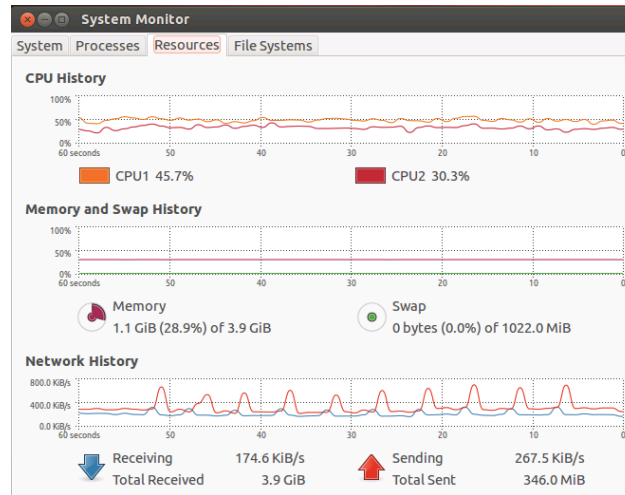 System Monitor
System Processes Resources File Systems
CPU History
100%
50%
0%
60 seconds 50 40 30 20 10 0
CPU1 45.7% CPU2 30.3%
Memory and Swap History
100%
50%
0%
60 seconds 50 40 30 20 10 0
Memory Swap
1.1 GiB (28.9%) of 3.9 GiB 0 bytes (0.0%) of 1022.0 MiB
Network History
800.0 KiB/s
400.0 KiB/s
0.0 KiB/s
60 seconds 50 40 30 20 10 0
Receiving 174.6 KiB/s Sending 267.5 KiB/s
Total Received 3.9 GiB Total Sent 346.0 MiB